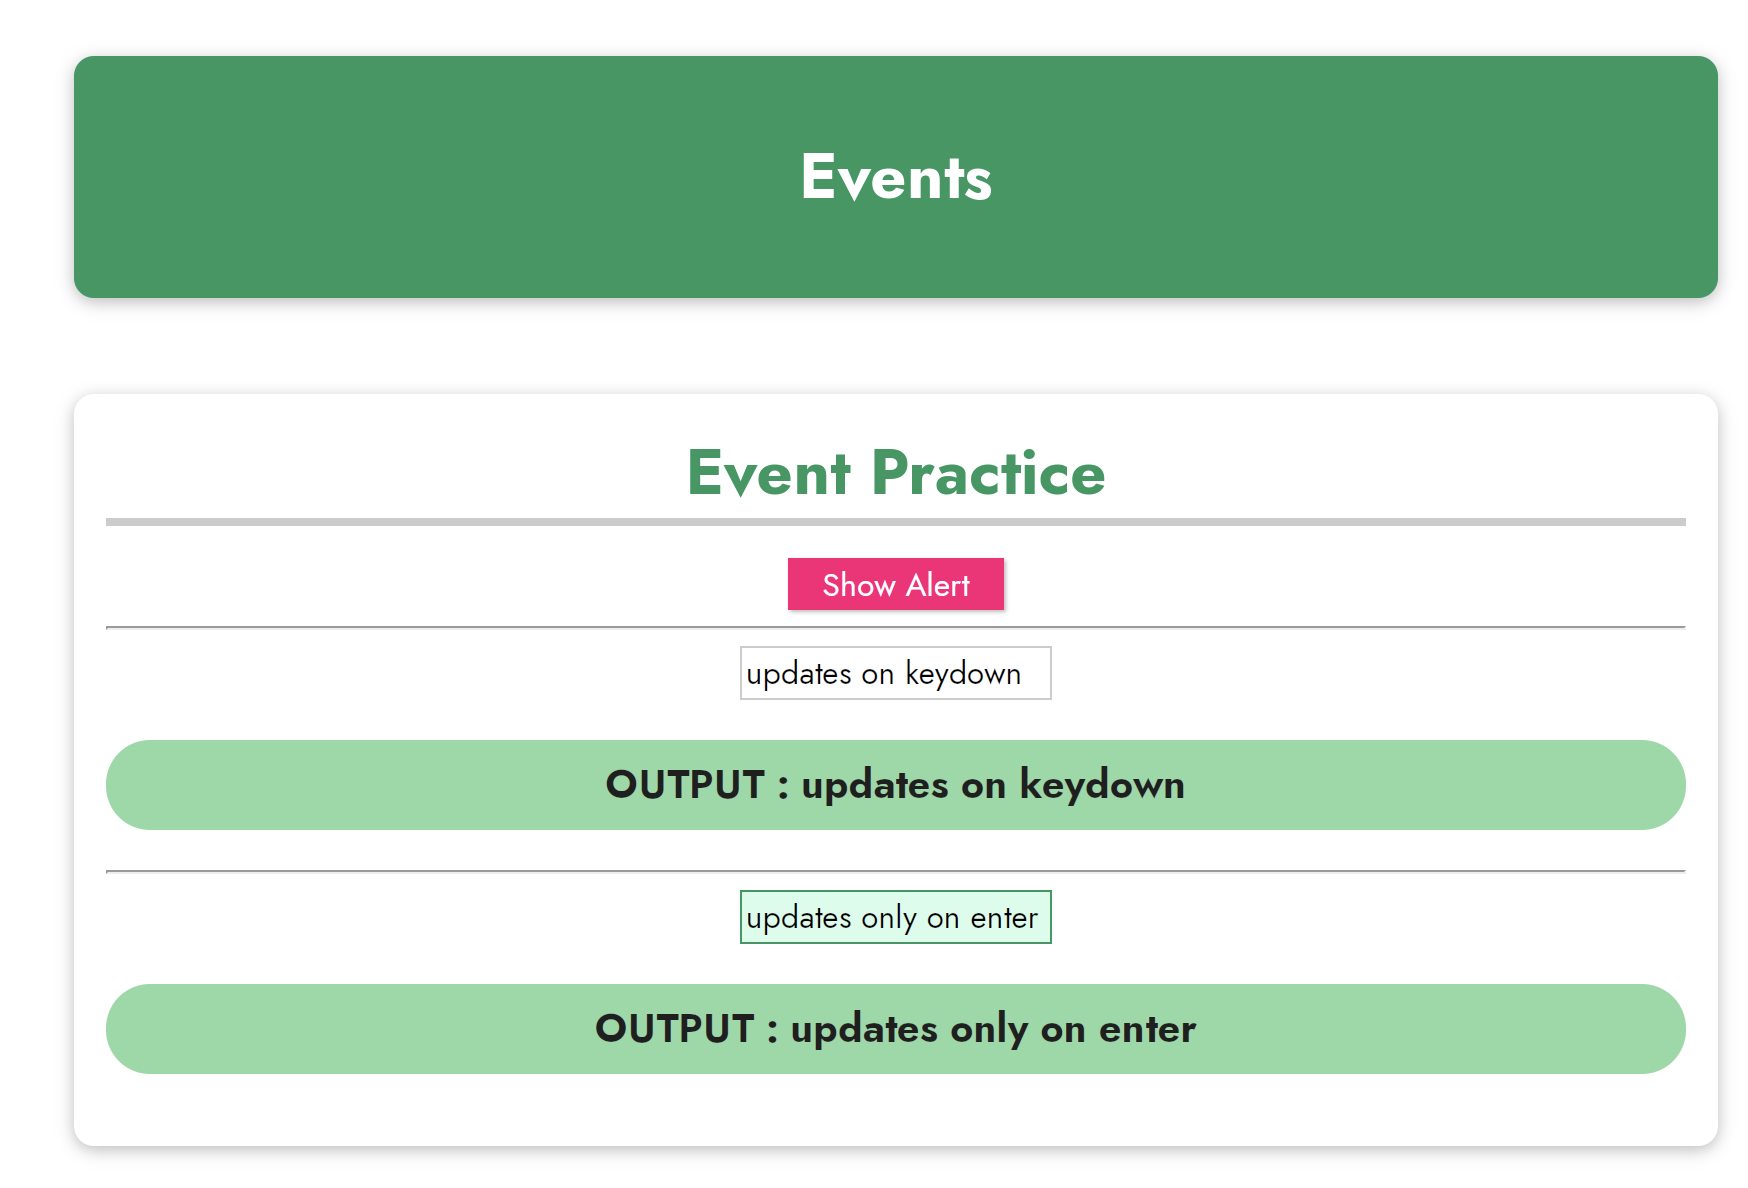 Events
Event Practice
Show Alert
updates on keydown
OUTPUT : updates on keydown
updates only on enter
OUTPUT : updates only on enter